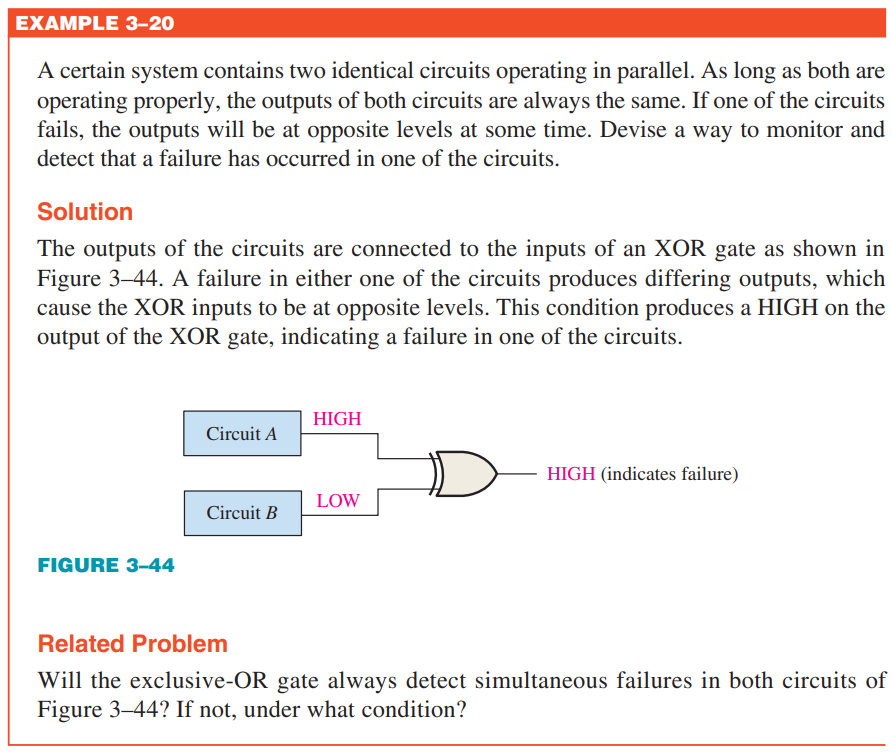 EXAMPLE 3–20
A certain system contains two identical circuits operating in parallel. As long as both are
operating properly, the outputs of both circuits are always the same. If one of the circuits
fails, the outputs will be at opposite levels at some time. Devise a way to monitor and
detect that a failure has occurred in one of the circuits.
Solution
The outputs of the circuits are connected to the inputs of an XOR gate as shown in
Figure 3–44. A failure in either one of the circuits produces differing outputs, which
cause the XOR inputs to be at opposite levels. This condition produces a HIGH on the
output of the XOR gate, indicating a failure in one of the circuits.
HIGH
Circuit A
HIGH (indicates failure)
LOW
Circuit B
FIGURE 3–44
Related Problem
Will the exclusive-OR gate always detect simultaneous failures in both circuits of
Figure 3–44? If not, under what condition?